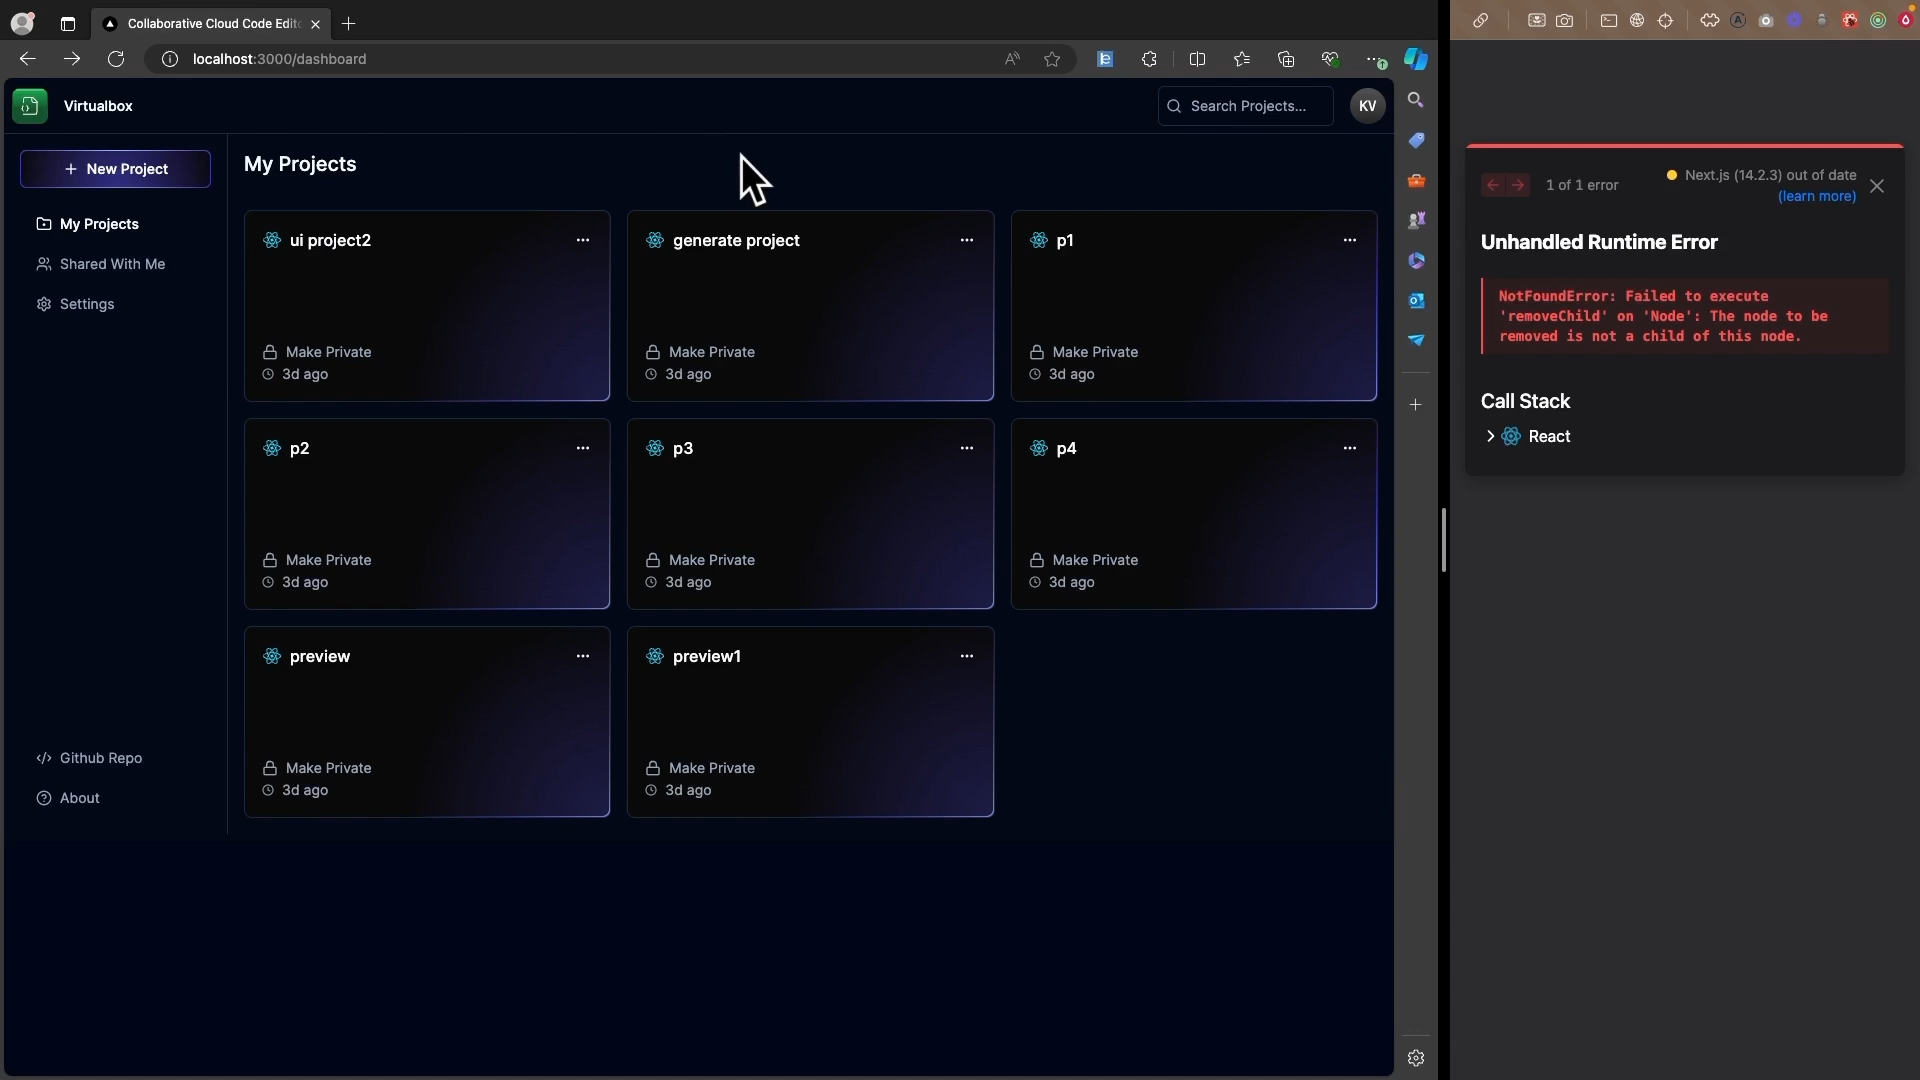 Collaborative Cloud Code Edito
localhost:3000/dashboard
Virtualbox
Search Projects...
KV
New Project
My Projects
Shared With Me
Settings
Github Repo
About
My Projects
ui project2
Make Private
3d ago
generate project
Make Private
3d ago
p1
Make Private
3d ago
p2
Make Private
3d ago
p3
Make Private
3d ago
p4
Make Private
3d ago
preview
Make Private
3d ago
preview1
Make Private
3d ago
1 of 1 error
Next.js (14.2.3) out of date
(learn more)
Unhandled Runtime Error
NotFoundError: Failed to execute
'removeChild' on 'Node': The node to be
removed is not a child of this node.
Call Stack
React